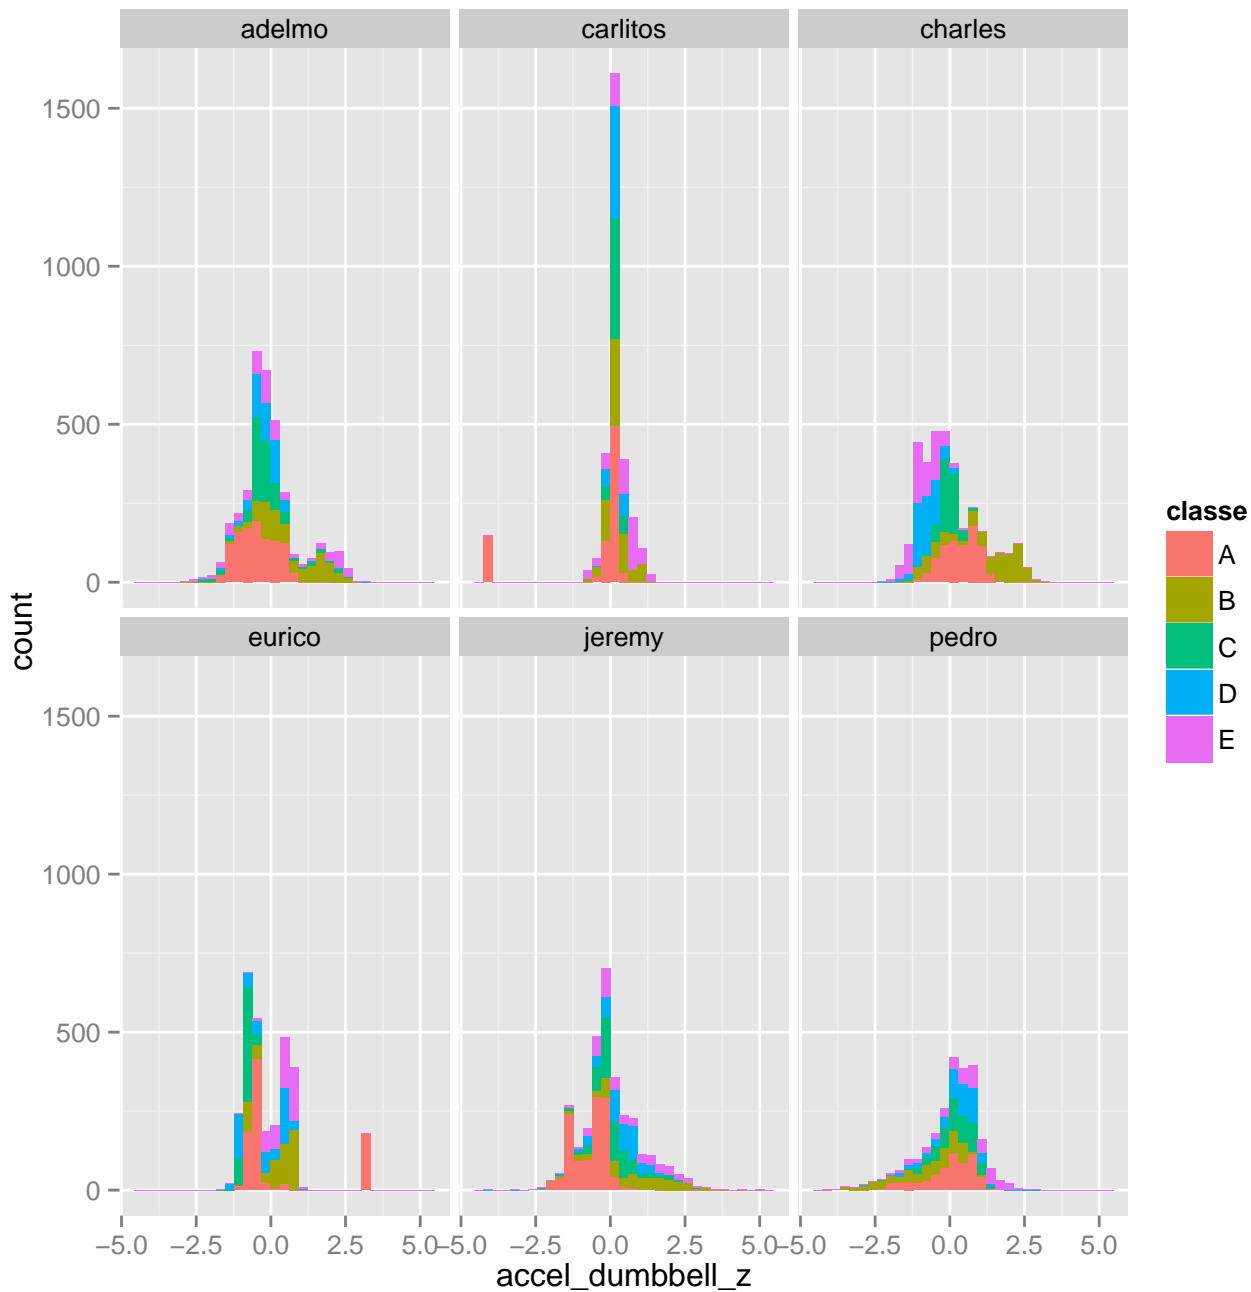 adelmo carlitos charles
1500
1000
500
0
eurico jeremy pedro
1500
1000
500
0
−5.0 −2.5 0.0 2.5 5.0 −5.0 −2.5 0.0 2.5 5.0 −5.0 −2.5 0.0 2.5 5.0
accel_dumbbell_z
count
classe
A
B
C
D
E